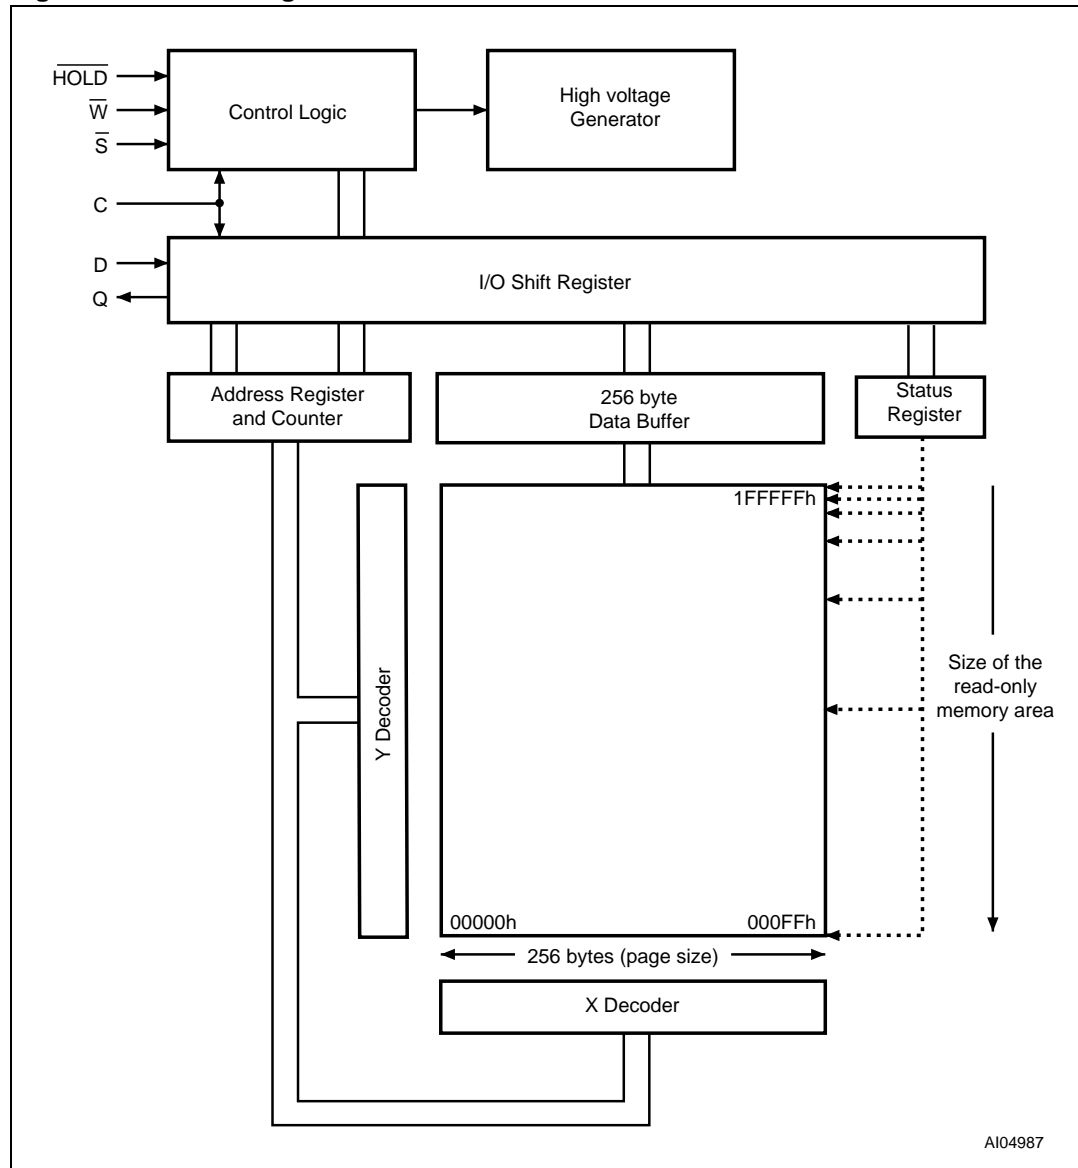 HOLD
W
S
C
D
Q
Control Logic
High voltage
Generator
I/O Shift Register
Address Register
and Counter
256 byte
Data Buffer
Status
Register
1FFFFFh
Y Decoder
Size of the
read-only
memory area
00000h
000FFh
256 bytes (page size)
X Decoder
AI04987